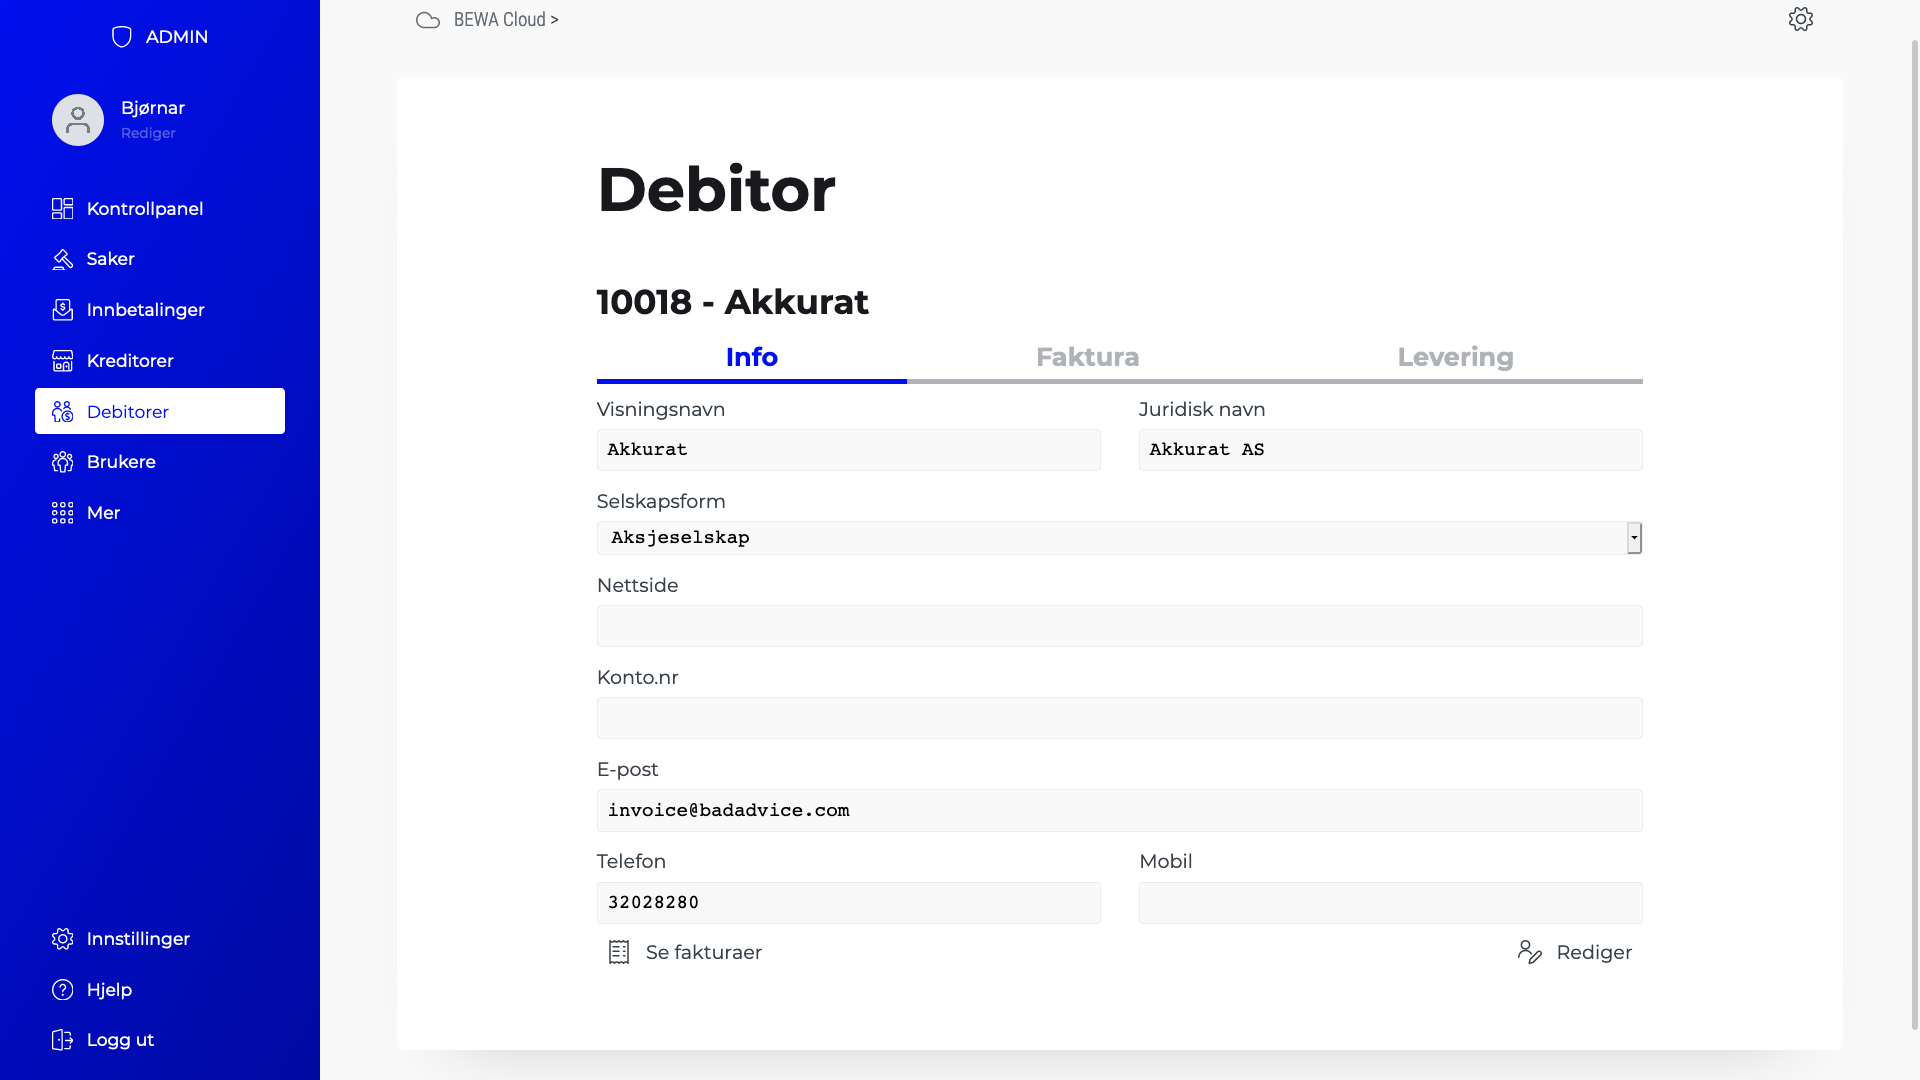 ADMIN
Bjørnar
Rediger
Kontrollpanel
Saker
Innbetalinger
Kreditorer
Debitorer
Brukere
Mer
Innstillinger
Hjelp
Logg ut
BEWA Cloud >
Debitor
10018 - Akkurat
Info Faktura Levering
Visningsnavn Juridisk navn
Akkurat Akkurat AS
Selskapsform
Aksjeselskap
Nettside
Konto.nr
E-post
invoice@badadvice.com
Telefon Mobil
32028280
Se fakturaer Rediger